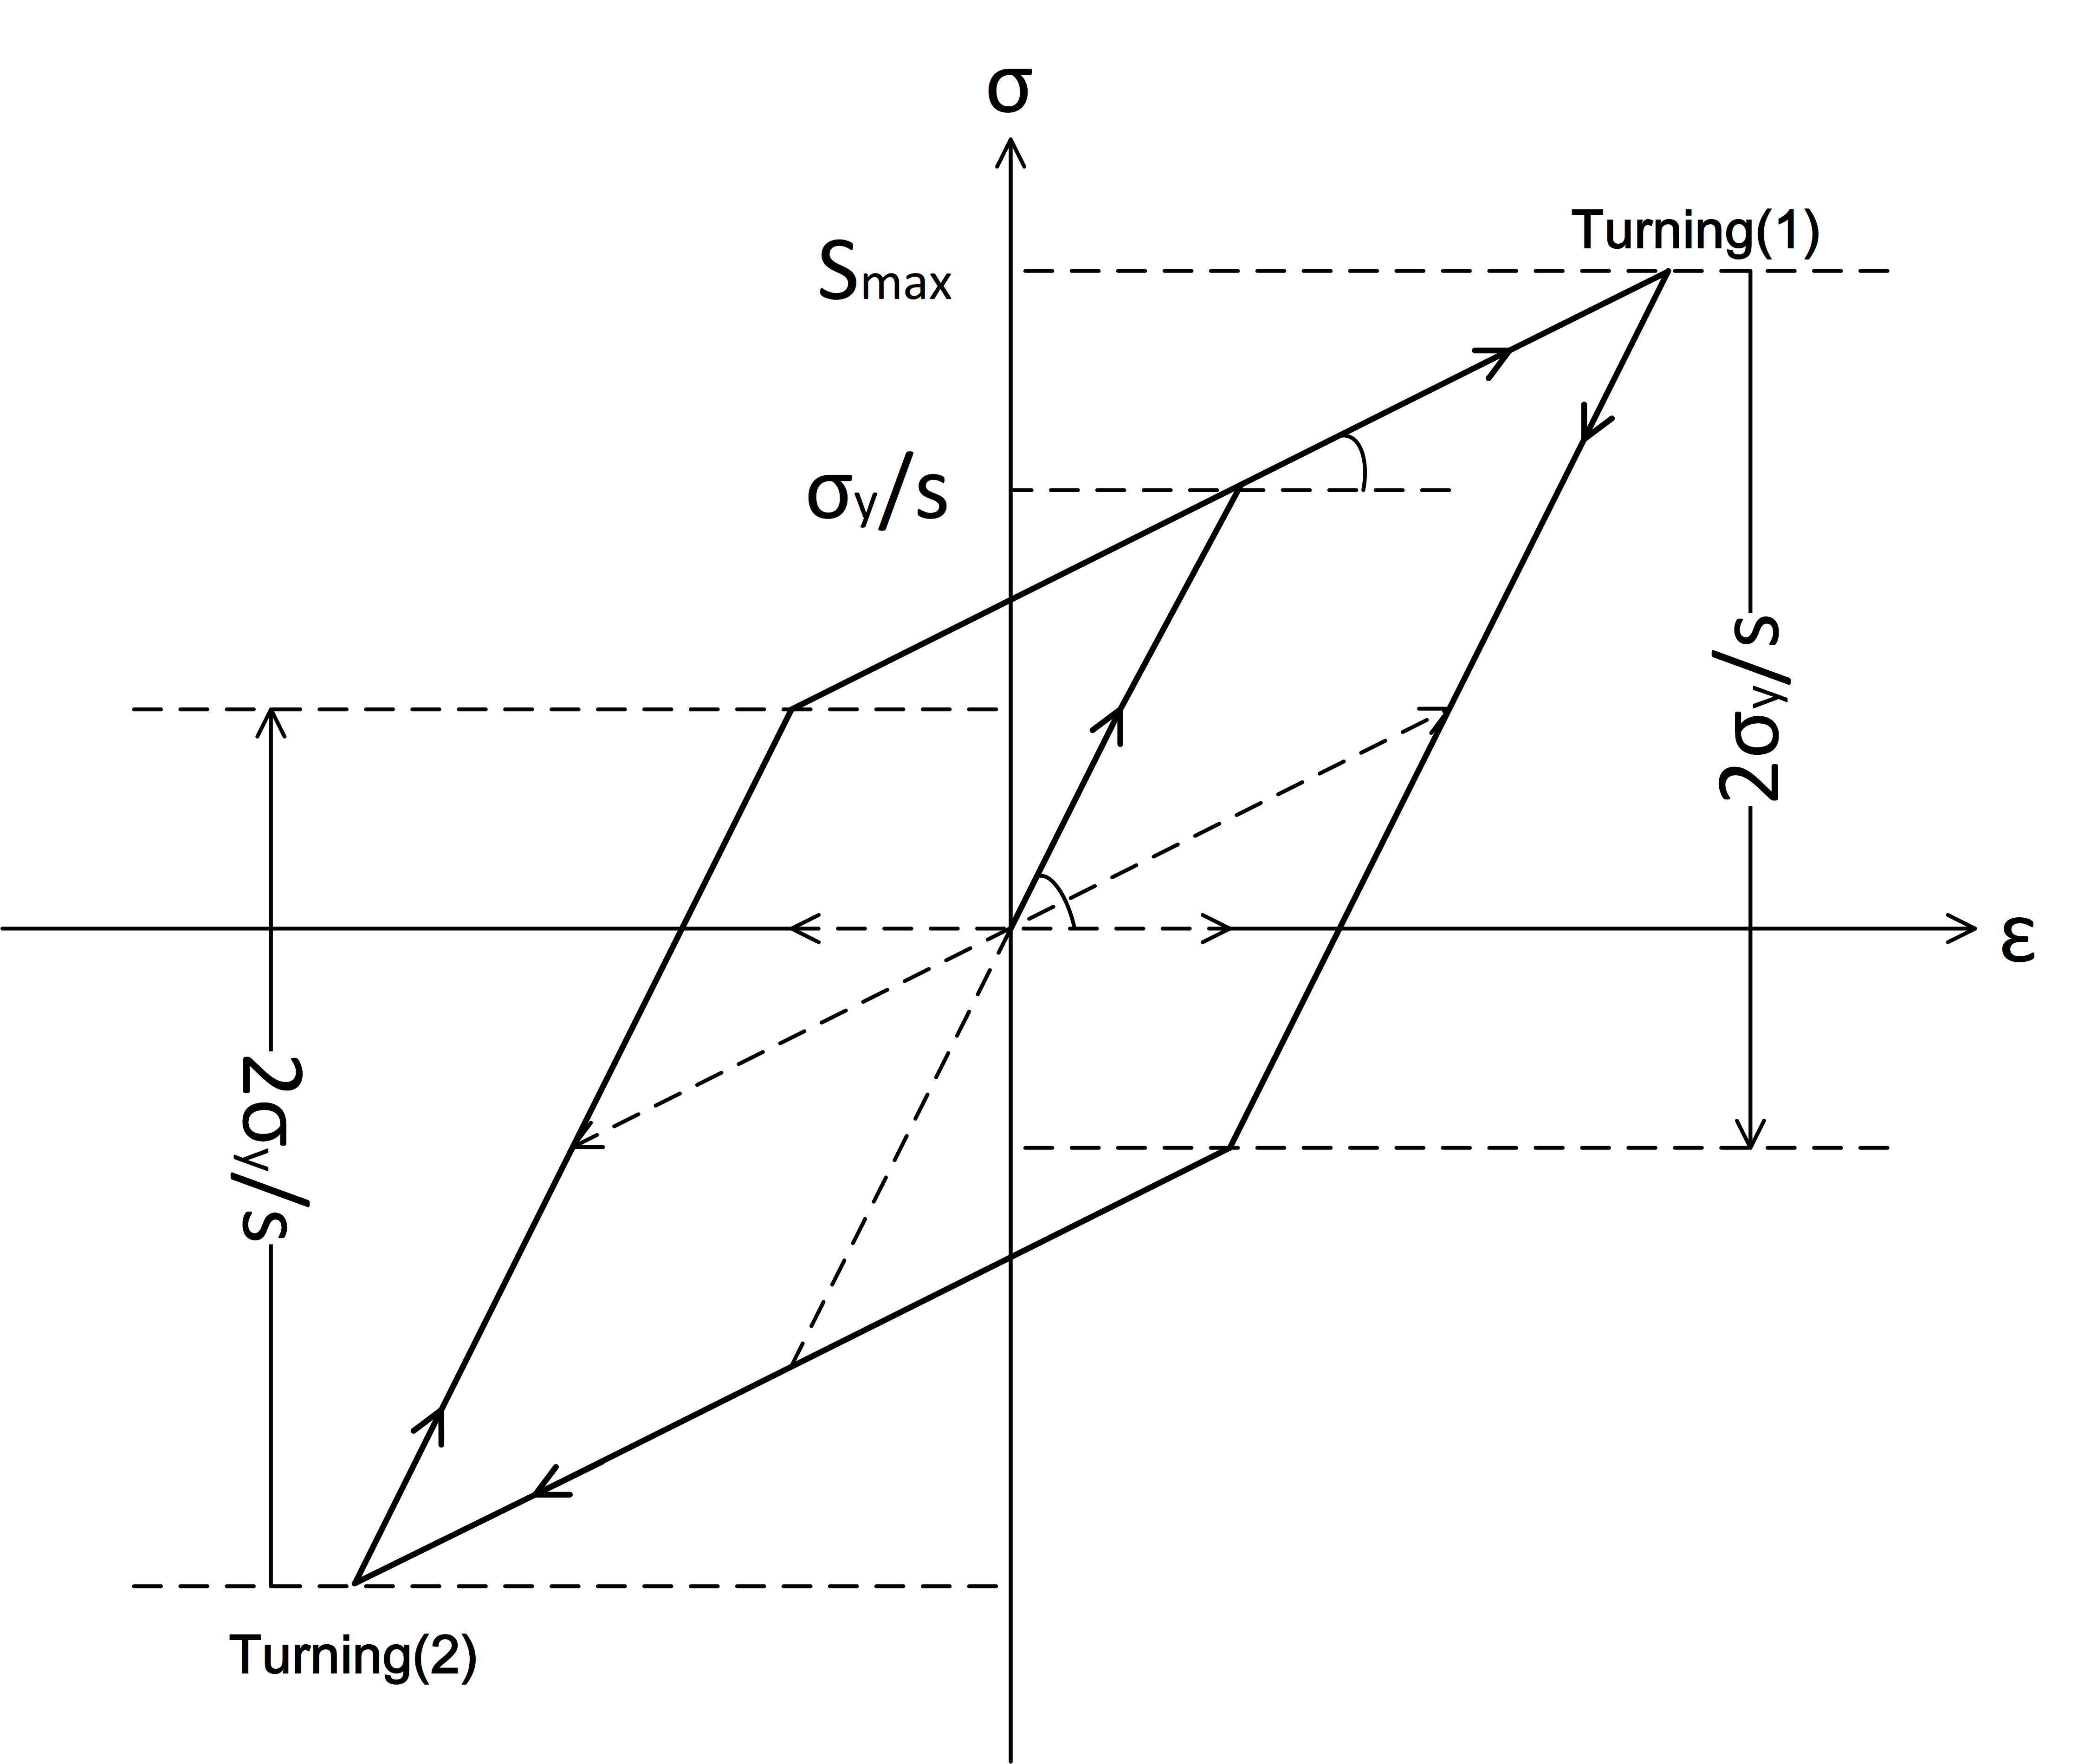 σ
Turning(1)
Smax
σy/s
2σy/s
ε
2σy/s
Turning(2)